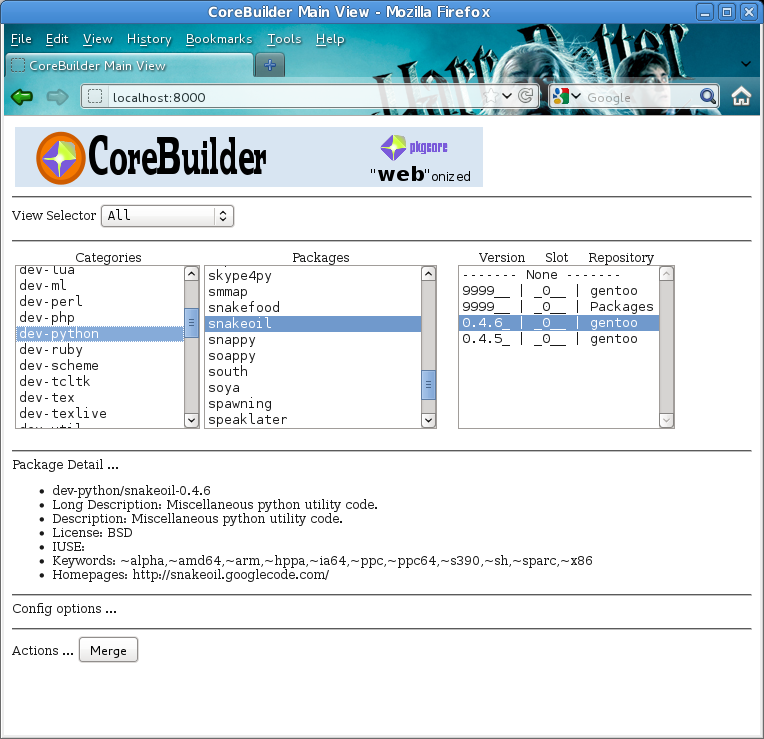 CoreBuilder Main View - Mozilla Firefox
File Edit View History Bookmarks Tools Help
Harry Potter
CoreBuilder Main View
localhost:8000
Google
CoreBuilder
pkgcore
"web"onized
View Selector All
Categories Packages Version Slot Repository
dev-lua skype4py ------- None -------
dev-ml smmap 9999__ | _0__ | gentoo
dev-perl snakefood 9999__ | _0__ | Packages
dev-php snakeoil 0.4.6_ | _0__ | gentoo
dev-python snappy 0.4.5_ | _0__ | gentoo
dev-ruby soappy
dev-scheme south
dev-tcltk soya
dev-tex spawning
dev-texlive speaklater
Package Detail ...
• dev-python/snakeoil-0.4.6
• Long Description: Miscellaneous python utility code.
• Description: Miscellaneous python utility code.
• License: BSD
• IUSE:
• Keywords: ~alpha,~amd64,~arm,~hppa,~ia64,~ppc,~ppc64,~s390,~sh,~sparc,~x86
• Homepages: http://snakeoil.googlecode.com/
Config options ...
Actions ... Merge